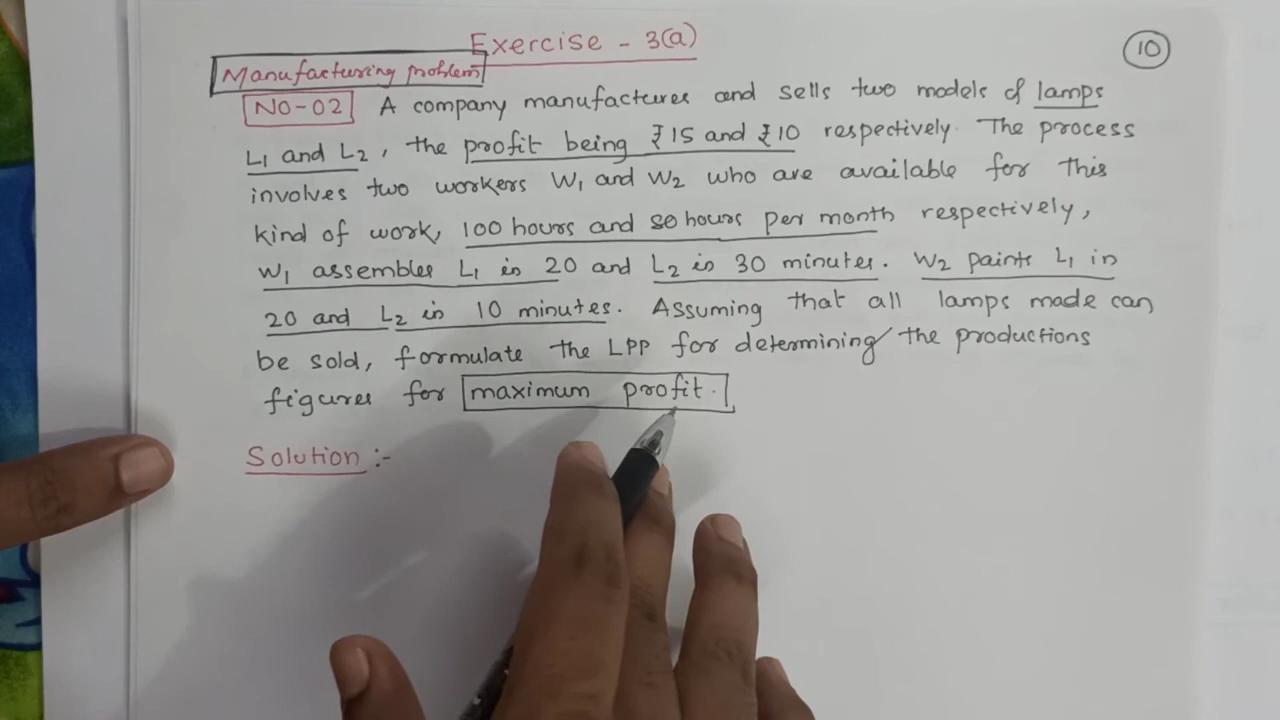 Exercise - 3(a)
10
Manufacturing problem
NO-02 A company manufactures and sells two models of lamps
L₁ and L₂, the profit being ₹15 and ₹10 respectively. The process
involves two workers W₁ and W₂ who are available for this
kind of work, 100 hours and 80 hours per month respectively,
W₁ assembles L₁ in 20 and L₂ in 30 minutes. W₂ paints L₁ in
20 and L₂ in 10 minutes. Assuming that all lamps made can
be sold, formulate the LPP for determining the productions
figures for maximum profit.
Solution :-